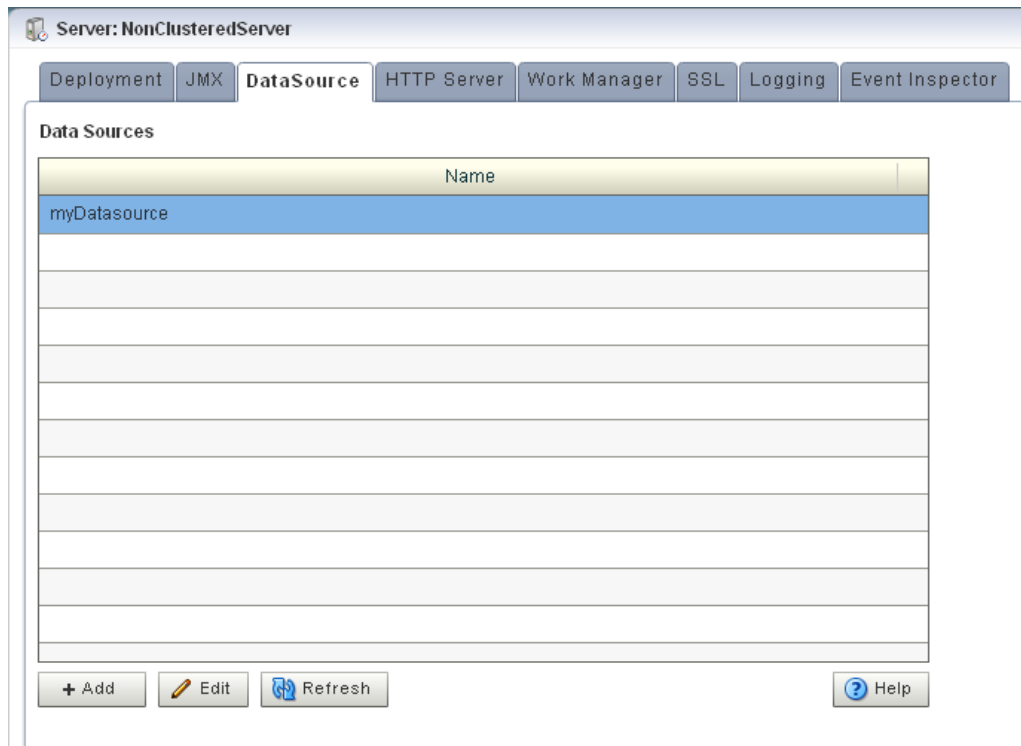 Server: NonClusteredServer
Deployment JMX DataSource HTTP Server Work Manager SSL Logging Event Inspector
Data Sources
Name
myDatasource
+ Add Edit Refresh ? Help